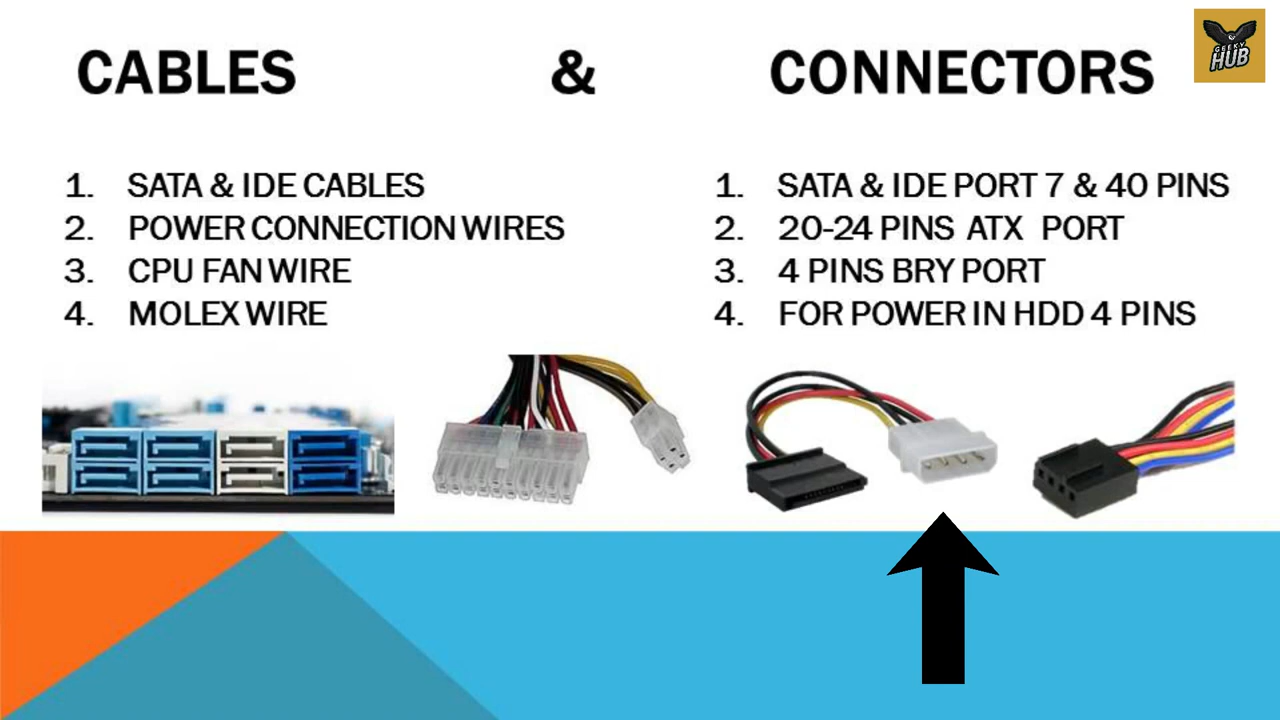 CABLES & CONNECTORS
GEEKY
HUB
1. SATA & IDE CABLES
2. POWER CONNECTION WIRES
3. CPU FAN WIRE
4. MOLEX WIRE
1. SATA & IDE PORT 7 & 40 PINS
2. 20-24 PINS ATX PORT
3. 4 PINS BRY PORT
4. FOR POWER IN HDD 4 PINS